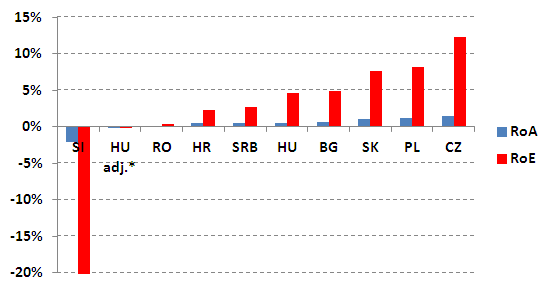 15%
10%
5%
0%
-5%
-10%
-15%
-20%
SI HU RO HR SRB HU BG SK PL CZ
adj.*
RoA
RoE